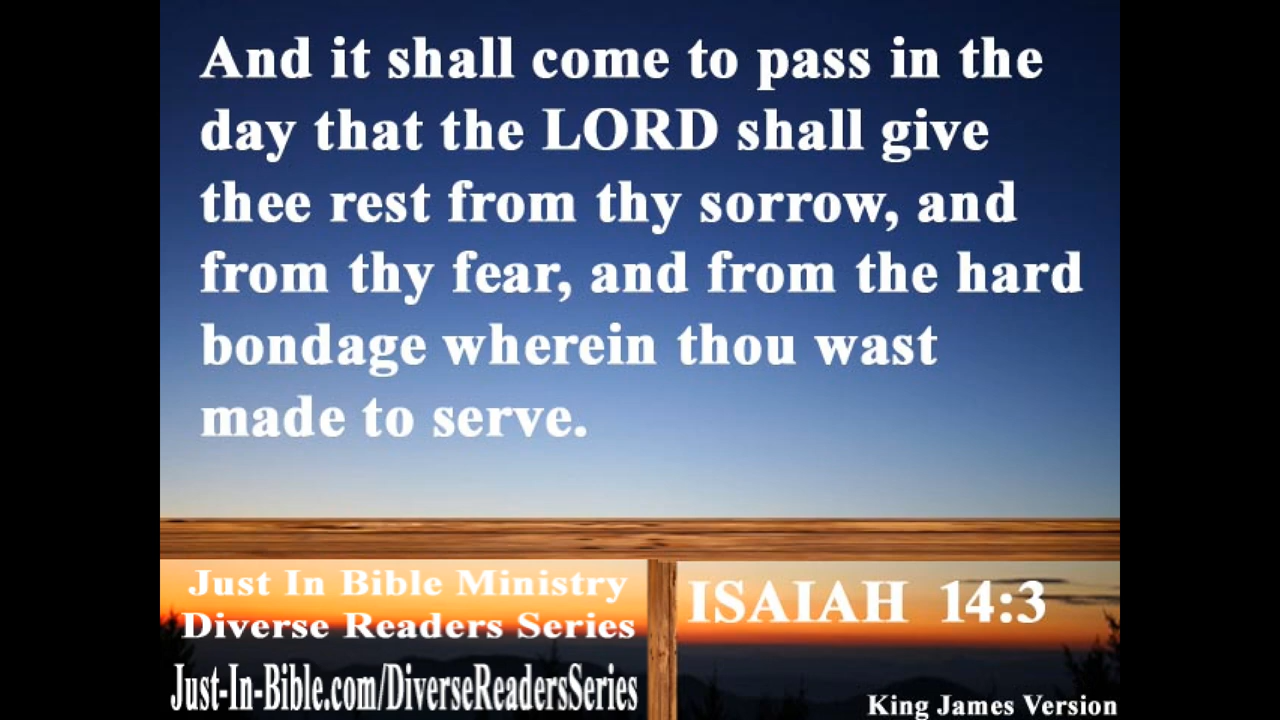 And it shall come to pass in the
day that the LORD shall give
thee rest from thy sorrow, and
from thy fear, and from the hard
bondage wherein thou wast
made to serve.
Just In Bible Ministry
Diverse Readers Series
Just-In-Bible.com/DiverseReadersSeries
ISAIAH 14:3
King James Version